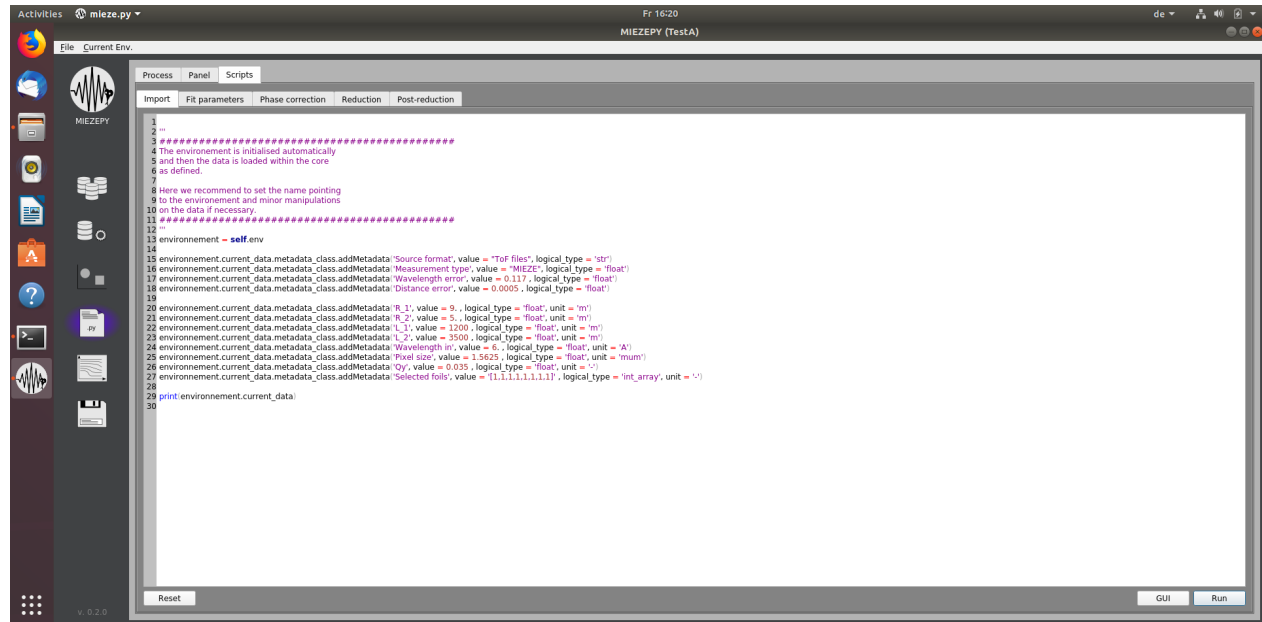 Activities mieze.py Fr 16:20 de
MIEZEPY (TestA)
File Current Env.
MIEZEPY
v. 0.2.0
Process Panel Scripts
Import Fit parameters Phase correction Reduction Post-reduction
1
2 '''
3 #############################################
4 The environement is initialised automatically
5 and then the data is loaded within the core
6 as defined.
7
8 Here we recommend to set the name pointing
9 to the environement and minor manipulations
10 on the data if necessary.
11 #############################################
12 '''
13 environnement = self.env
14
15 environnement.current_data.metadata_class.addMetadata('Source format', value = "ToF files", logical_type = 'str')
16 environnement.current_data.metadata_class.addMetadata('Measurement type', value = "MIEZE", logical_type = 'float')
17 environnement.current_data.metadata_class.addMetadata('Wavelength error', value = 0.117 , logical_type = 'float')
18 environnement.current_data.metadata_class.addMetadata('Distance error', value = 0.0005 , logical_type = 'float')
19
20 environnement.current_data.metadata_class.addMetadata('R_1', value = 9. , logical_type = 'float', unit = 'm')
21 environnement.current_data.metadata_class.addMetadata('R_2', value = 5. , logical_type = 'float', unit = 'm')
22 environnement.current_data.metadata_class.addMetadata('L_1', value = 1200 , logical_type = 'float', unit = 'm')
23 environnement.current_data.metadata_class.addMetadata('L_2', value = 3500 , logical_type = 'float', unit = 'm')
24 environnement.current_data.metadata_class.addMetadata('Wavelength in', value = 6. , logical_type = 'float', unit = 'A')
25 environnement.current_data.metadata_class.addMetadata('Pixel size', value = 1.5625 , logical_type = 'float', unit = 'mum')
26 environnement.current_data.metadata_class.addMetadata('Qy', value = 0.035 , logical_type = 'float', unit = '-')
27 environnement.current_data.metadata_class.addMetadata('Selected foils', value = '[1,1,1,1,1,1,1,1]' , logical_type = 'int_array', unit = '-')
28
29 print(environnement.current_data)
30
.py
Reset GUI Run